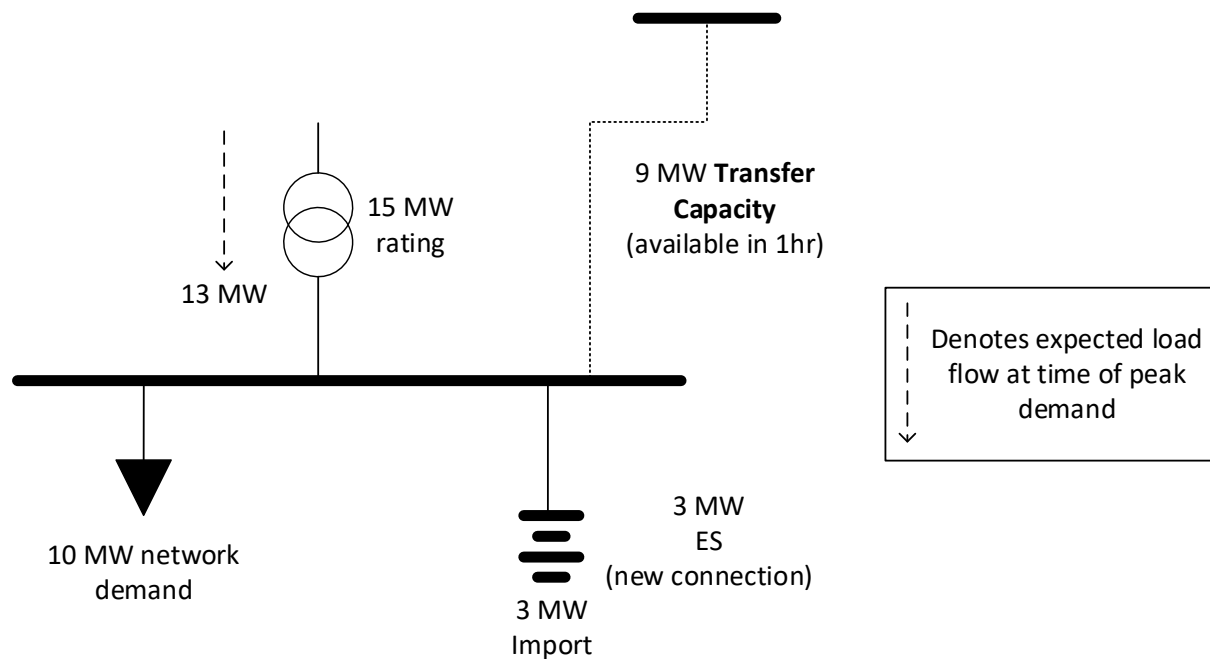 15 MW
rating
13 MW
9 MW Transfer
Capacity
(available in 1hr)
Denotes expected load
flow at time of peak
demand
10 MW network
demand
3 MW
ES
(new connection)
3 MW
Import